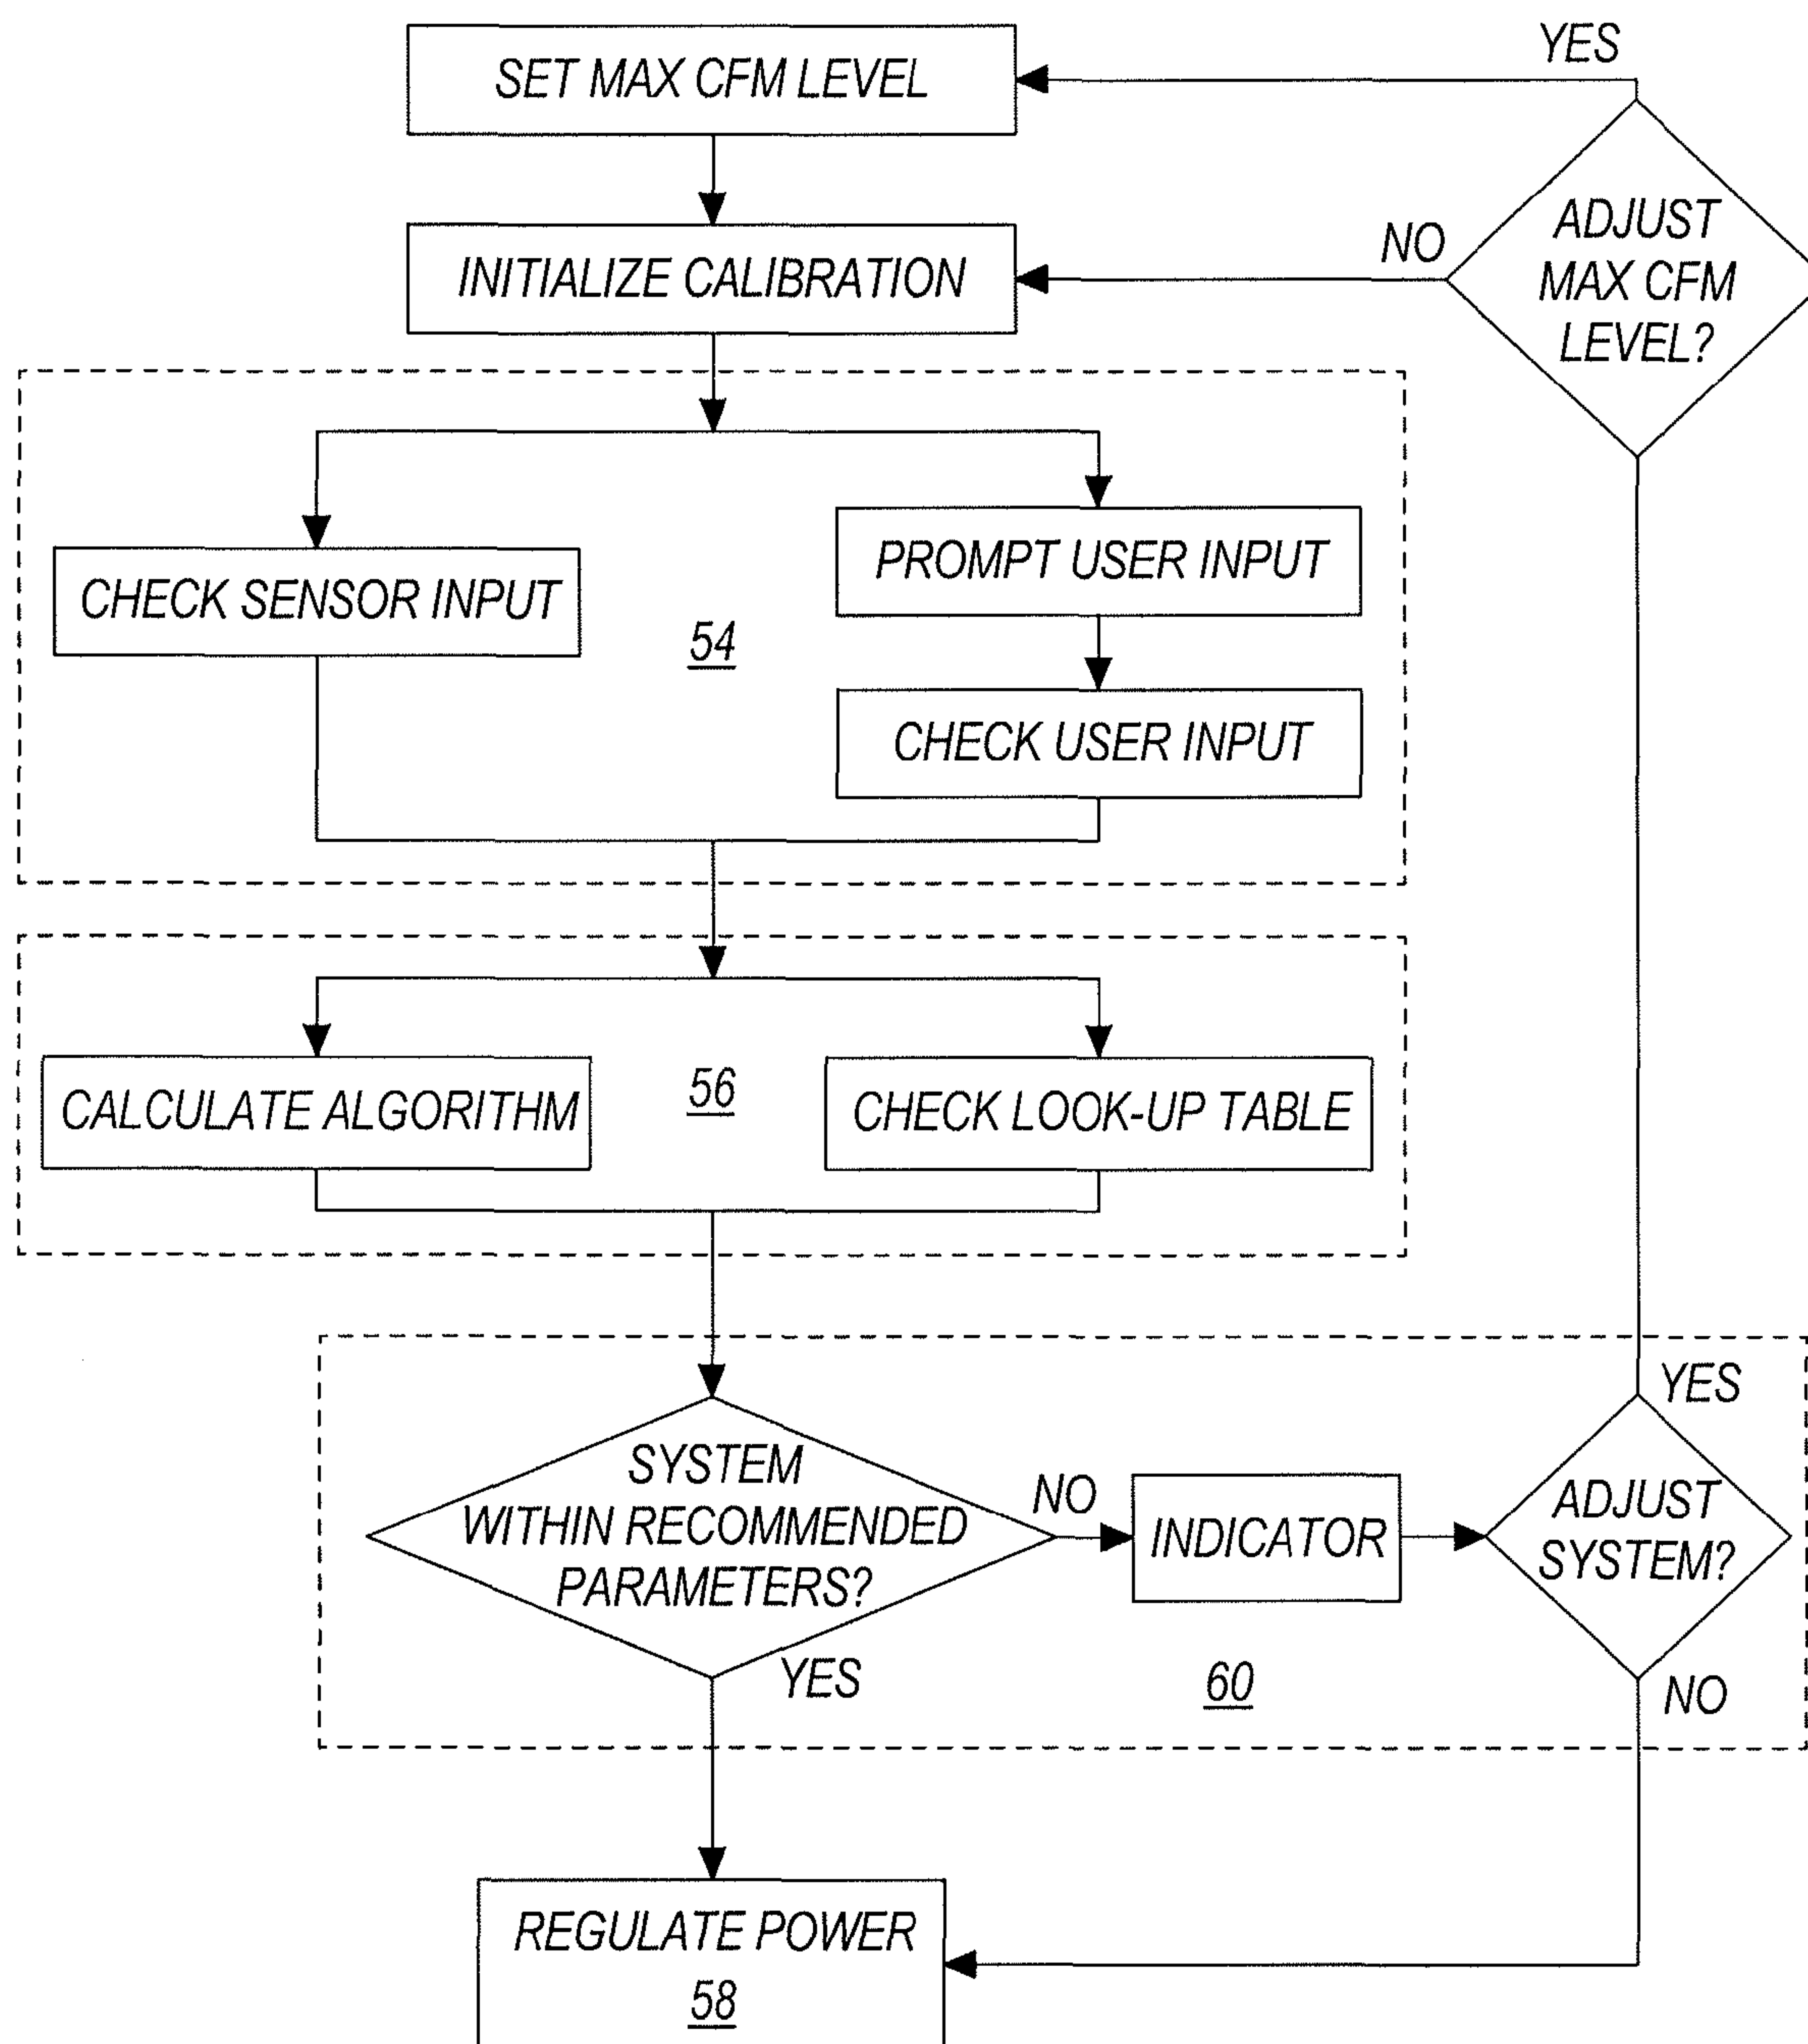 SET MAX CFM LEVEL
YES
INITIALIZE CALIBRATION
NO
ADJUST
MAX CFM
LEVEL?
CHECK SENSOR INPUT
PROMPT USER INPUT
54
CHECK USER INPUT
CALCULATE ALGORITHM
56
CHECK LOOK-UP TABLE
SYSTEM
WITHIN RECOMMENDED
PARAMETERS?
NO
INDICATOR
YES
ADJUST
SYSTEM?
YES
60
NO
REGULATE POWER
58